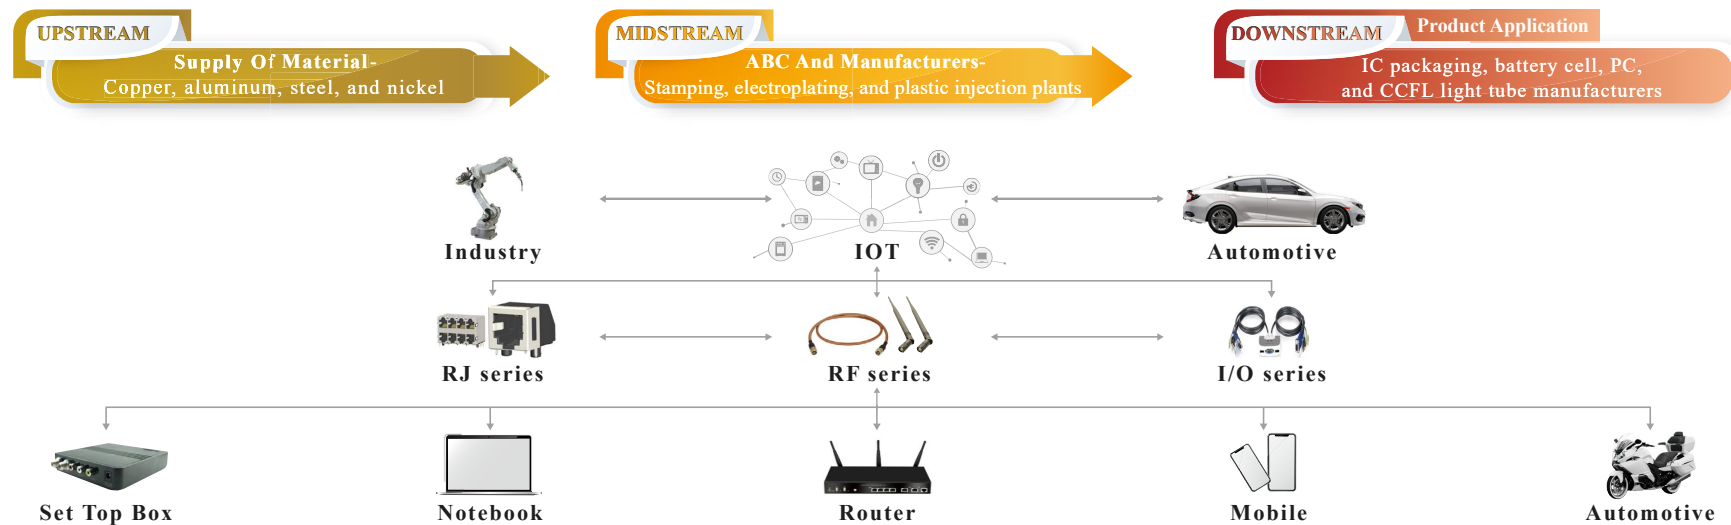 UPSTREAM
Supply Of Material-
Copper, aluminum, steel, and nickel
MIDSTREAM
ABC And Manufacturers-
Stamping, electroplating, and plastic injection plants
DOWNSTREAM
Product Application
IC packaging, battery cell, PC,
and CCFL light tube manufacturers
Industry
IOT
Automotive
RJ series
RF series
I/O series
Set Top Box
Notebook
Router
Mobile
Automotive